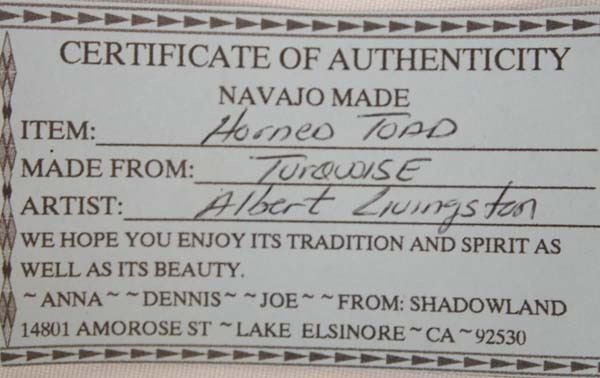 CERTIFICATE OF AUTHENTICITY
NAVAJO MADE
ITEM: Horned Toad
MADE FROM: Turquoise
ARTIST: Albert Livingston
WE HOPE YOU ENJOY ITS TRADITION AND SPIRIT AS
WELL AS ITS BEAUTY.
~ANNA~ ~DENNIS~ ~JOE~ ~FROM: SHADOWLAND
14801 AMOROSE ST ~LAKE ELSINORE~CA~92530